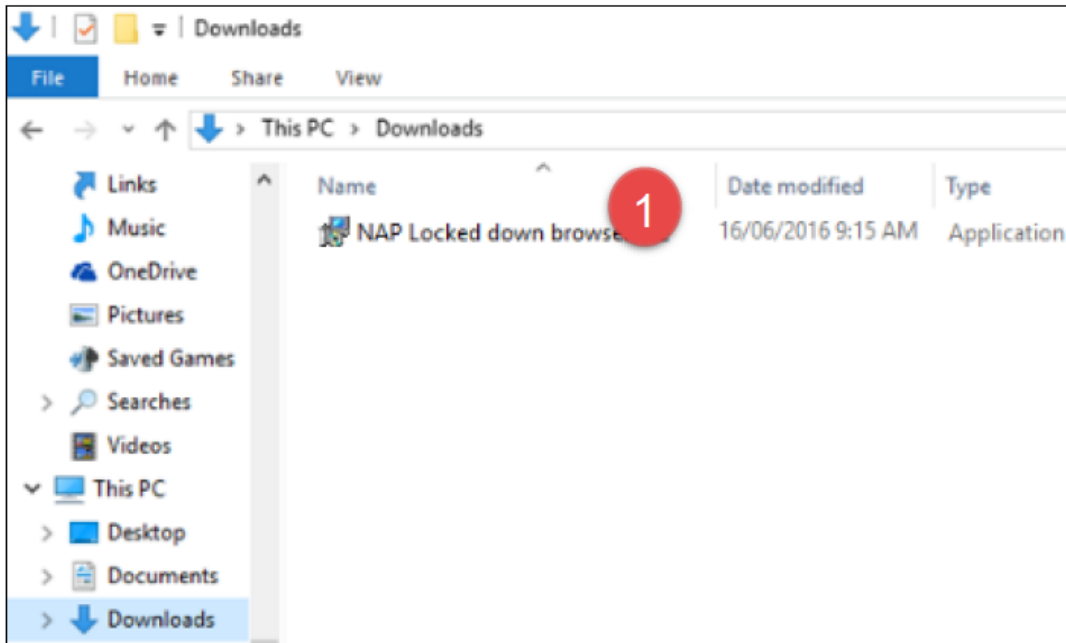 Downloads
File Home Share View
This PC > Downloads
Links
Music
OneDrive
Pictures
Saved Games
Searches
Videos
This PC
Desktop
Documents
Downloads
Name Date modified Type
1
NAP Locked down 16/06/2016 9:15 AM Application